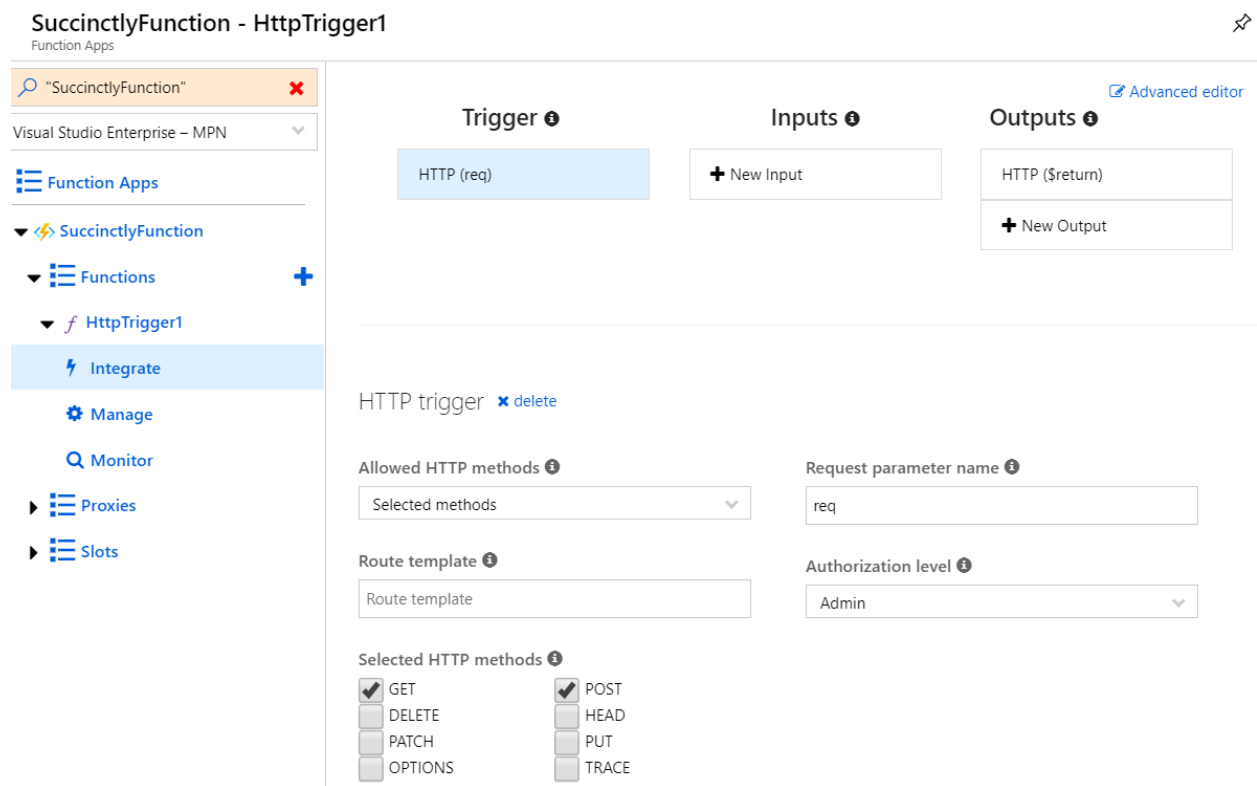 SuccinctlyFunction - HttpTrigger1
Function Apps
"SuccinctlyFunction"
Visual Studio Enterprise – MPN
Function Apps
SuccinctlyFunction
Functions
HttpTrigger1
Integrate
Manage
Monitor
Proxies
Slots
Advanced editor
Trigger
Inputs
Outputs
HTTP (req)
New Input
HTTP ($return)
New Output
HTTP trigger
delete
Allowed HTTP methods
Selected methods
Request parameter name
req
Route template
Route template
Authorization level
Admin
Selected HTTP methods
GET
POST
DELETE
HEAD
PATCH
PUT
OPTIONS
TRACE